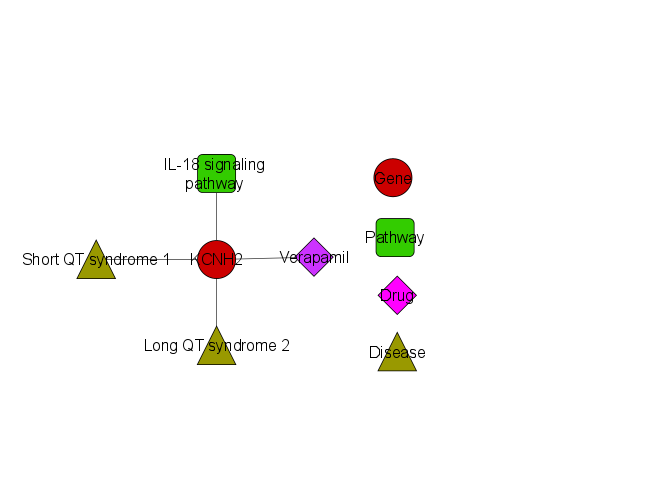 IL-18 signaling
pathway
Short QT syndrome 1
KCNH2
Verapamil
Long QT syndrome 2
Gene
Pathway
Drug
Disease